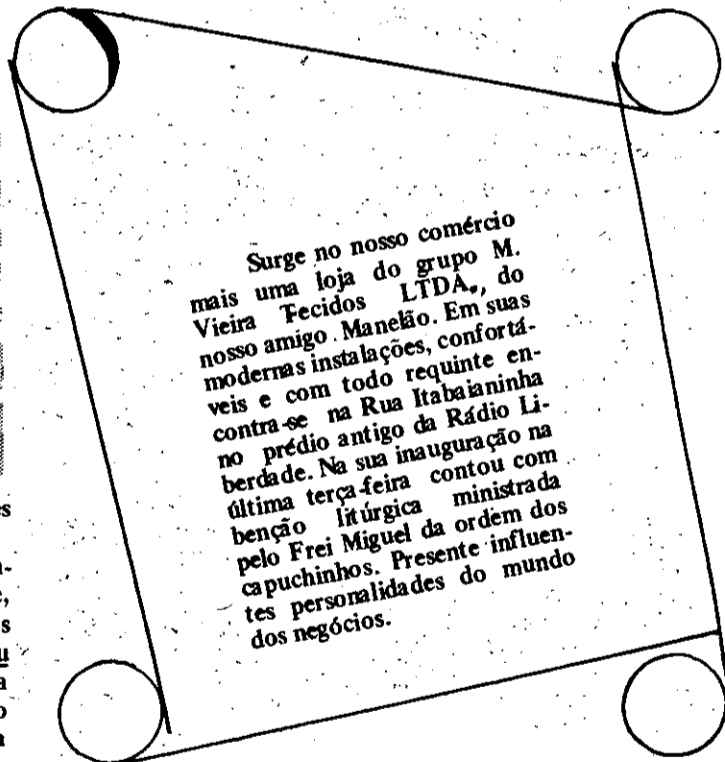 Surge no nosso comércio
mais uma loja do grupo M.
Vieira Tecidos LTDA., do
nosso amigo Manelão. Em suas
modernas instalações, confortá-
veis e com todo requinte en-
contra-se na Rua Itabaianinha
no prédio antigo da Rádio Li-
berdade. Na sua inauguração na
última terça-feira contou com
benção litúrgica ministrada
pelo Frei Miguel da ordem dos
capuchinhos. Presente influen-
tes personalidades do mundo
dos negócios.